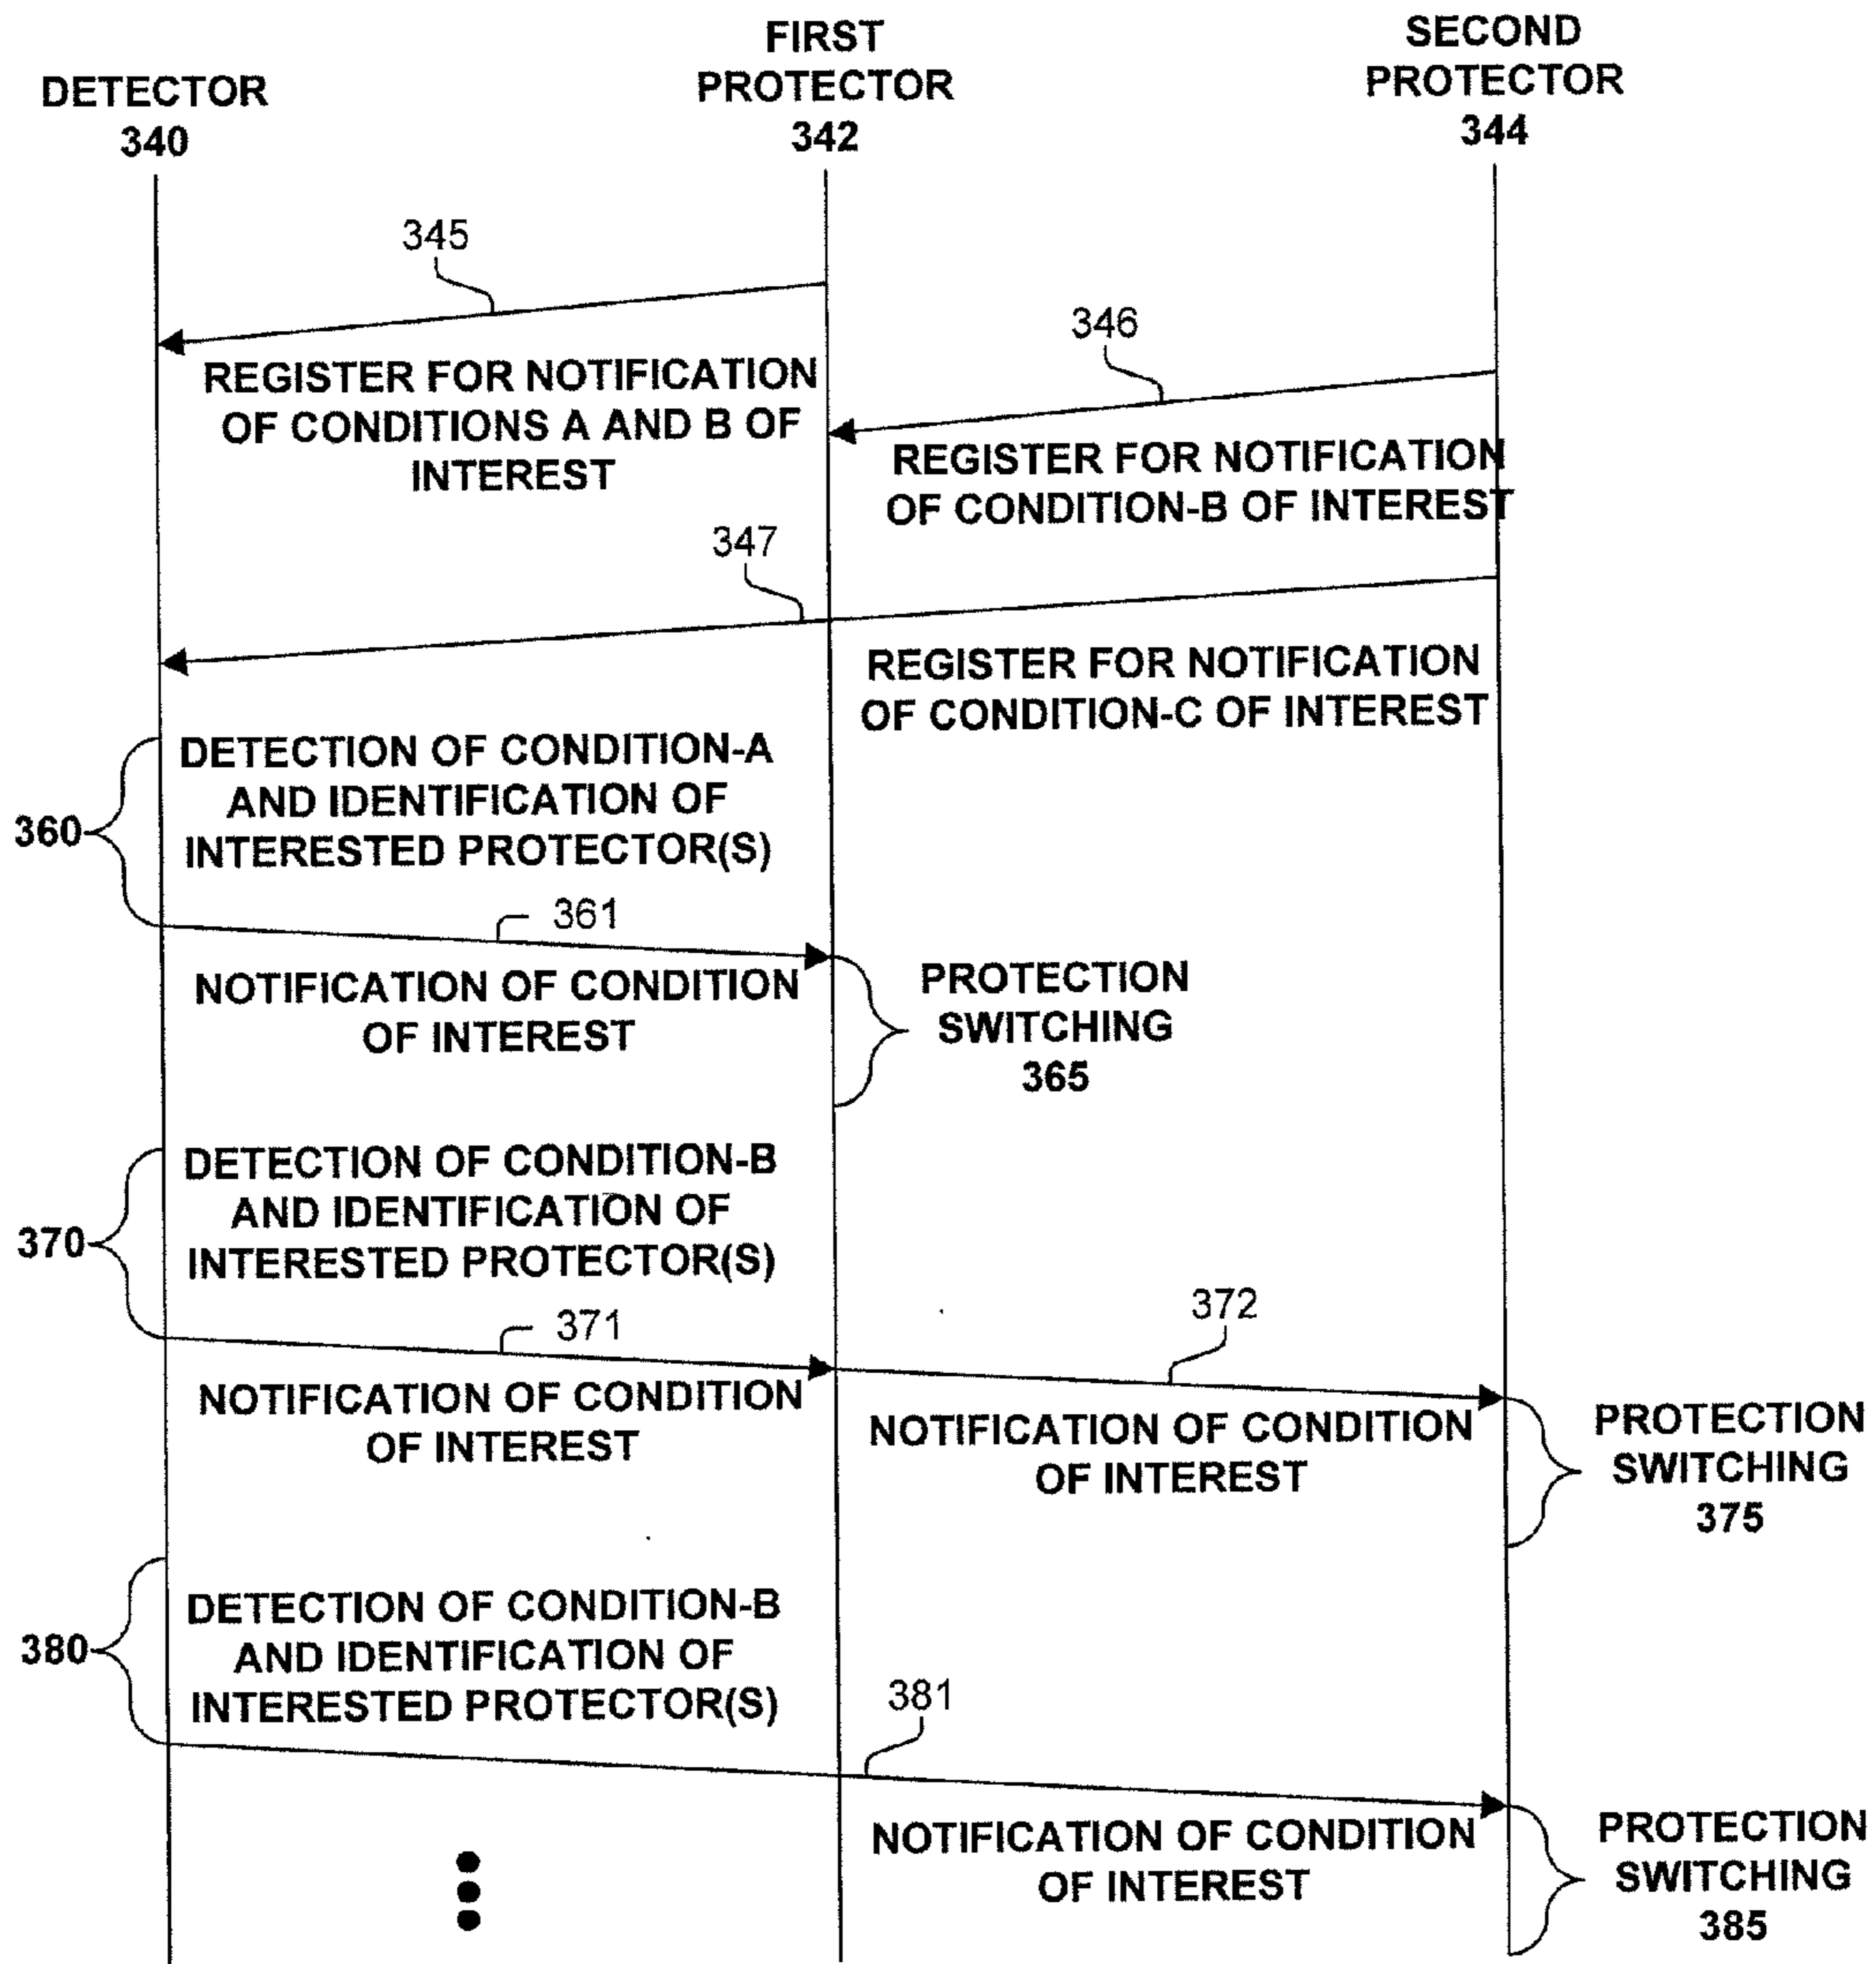 DETECTOR
340
FIRST
PROTECTOR
342
SECOND
PROTECTOR
344
345
REGISTER FOR NOTIFICATION
OF CONDITIONS A AND B OF
INTEREST
346
REGISTER FOR NOTIFICATION
OF CONDITION-B OF INTEREST
347
REGISTER FOR NOTIFICATION
OF CONDITION-C OF INTEREST
360
DETECTION OF CONDITION-A
AND IDENTIFICATION OF
INTERESTED PROTECTOR(S)
361
NOTIFICATION OF CONDITION
OF INTEREST
PROTECTION
SWITCHING
365
370
DETECTION OF CONDITION-B
AND IDENTIFICATION OF
INTERESTED PROTECTOR(S)
371
NOTIFICATION OF CONDITION
OF INTEREST
372
NOTIFICATION OF CONDITION
OF INTEREST
PROTECTION
SWITCHING
375
380
DETECTION OF CONDITION-B
AND IDENTIFICATION OF
INTERESTED PROTECTOR(S)
381
NOTIFICATION OF CONDITION
OF INTEREST
PROTECTION
SWITCHING
385